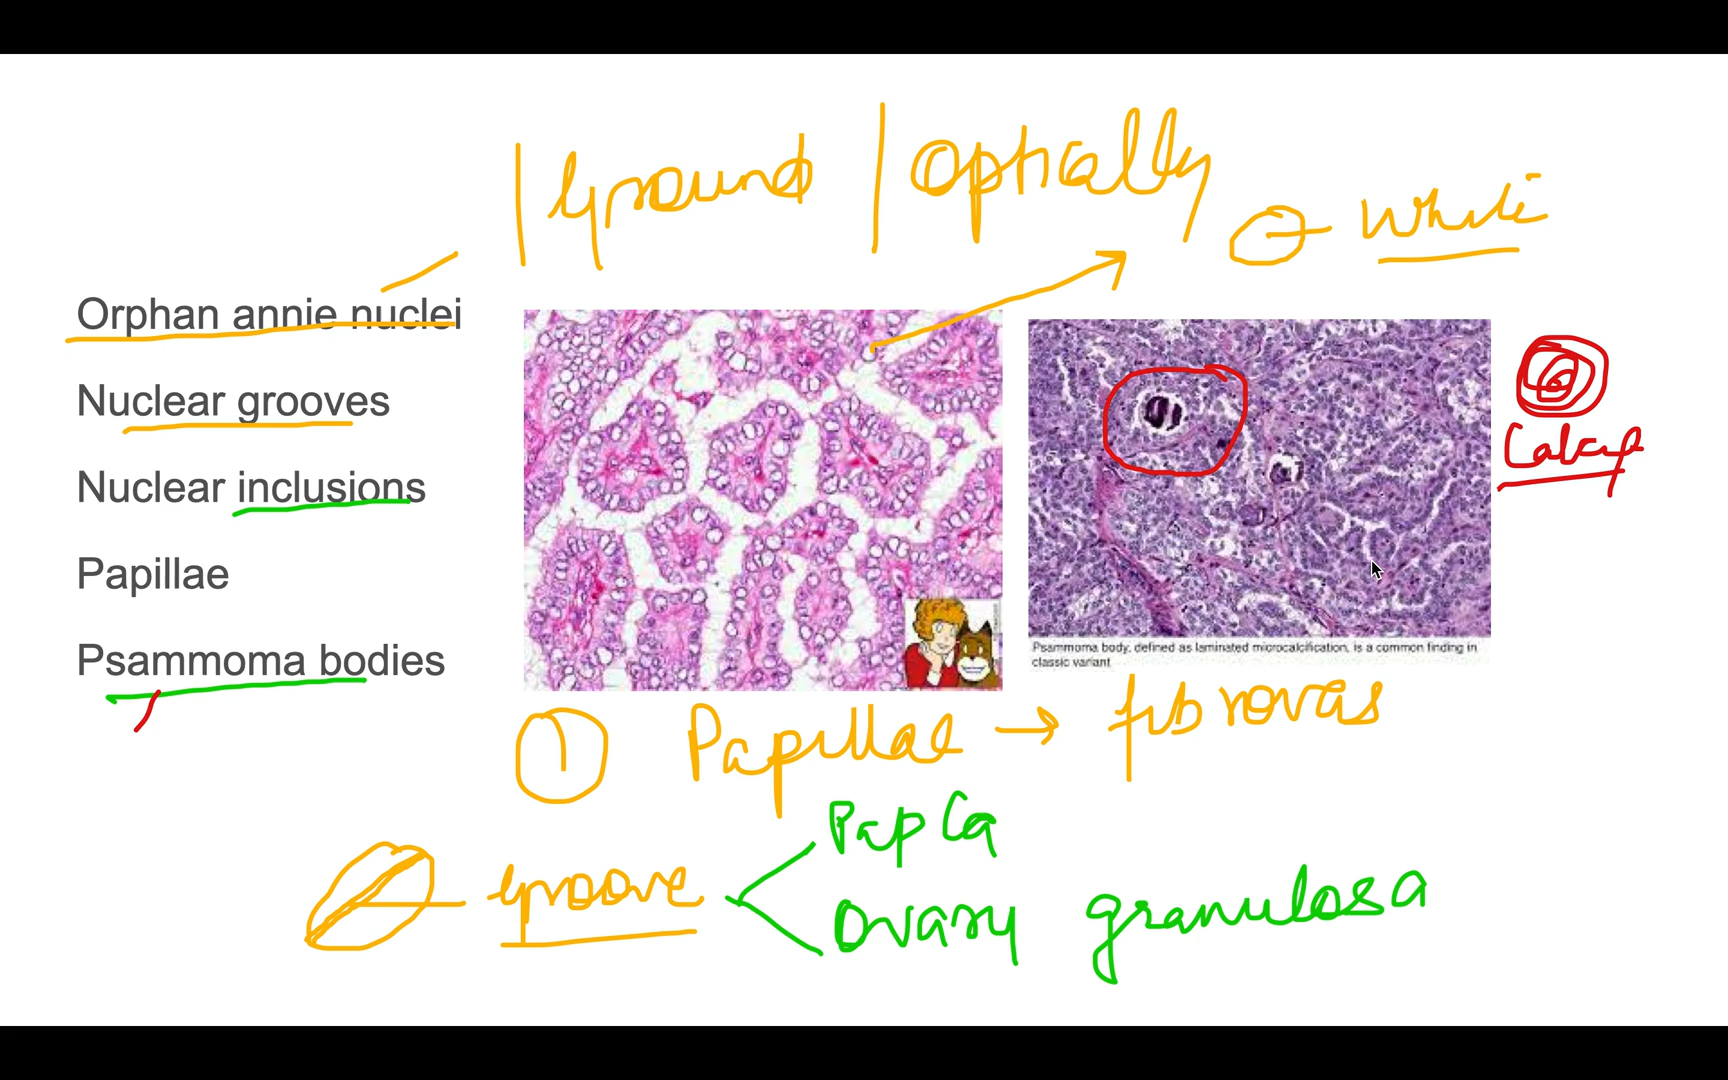 | Ground | optically
white
Orphan annie nuclei
Nuclear grooves
Nuclear inclusions
Papillae
Psammoma bodies
Calcif
Psammoma body, defined as laminated microcalcification, is a common finding in
classic variant
1 Papillae → fibrovas
groove
Pap Ca
Ovary granulosa